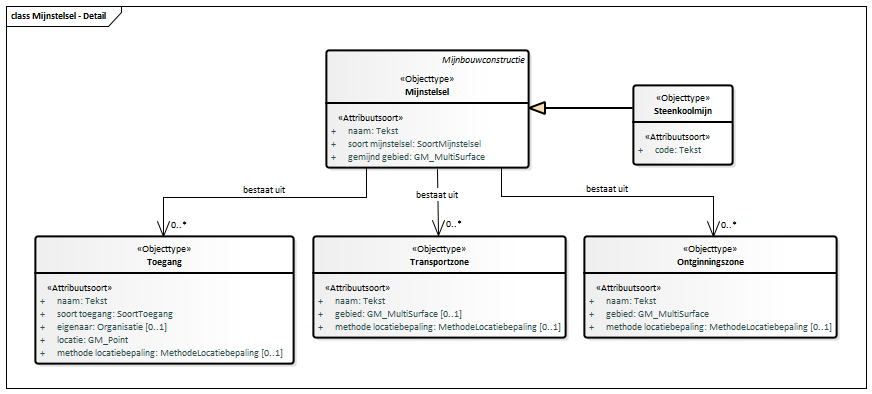 class Mijnstelsel - Detail
Mijnbouwconstructie
«Objecttype»
Mijnstelsel
«Attribuutsoort»
+ naam: Tekst
+ soort mijnstelsel: SoortMijnstelsel
+ gemijnd gebied: GM_MultiSurface
«Objecttype»
Steenkoolmijn
«Attribuutsoort»
+ code: Tekst
bestaat uit
bestaat uit
bestaat uit
/0..*
/0..*
/0..*
«Objecttype»
Toegang
«Attribuutsoort»
+ naam: Tekst
+ soort toegang: SoortToegang
+ eigenaar: Organisatie [0..1]
+ locatie: GM_Point
+ methode locatiebepaling: MethodeLocatiebepaling [0..1]
«Objecttype»
Transportzone
«Attribuutsoort»
+ naam: Tekst
+ gebied: GM_MultiSurface [0..1]
+ methode locatiebepaling: MethodeLocatiebepaling [0..1]
«Objecttype»
Ontginningszone
«Attribuutsoort»
+ naam: Tekst
+ gebied: GM_MultiSurface
+ methode locatiebepaling: MethodeLocatiebepaling [0..1]